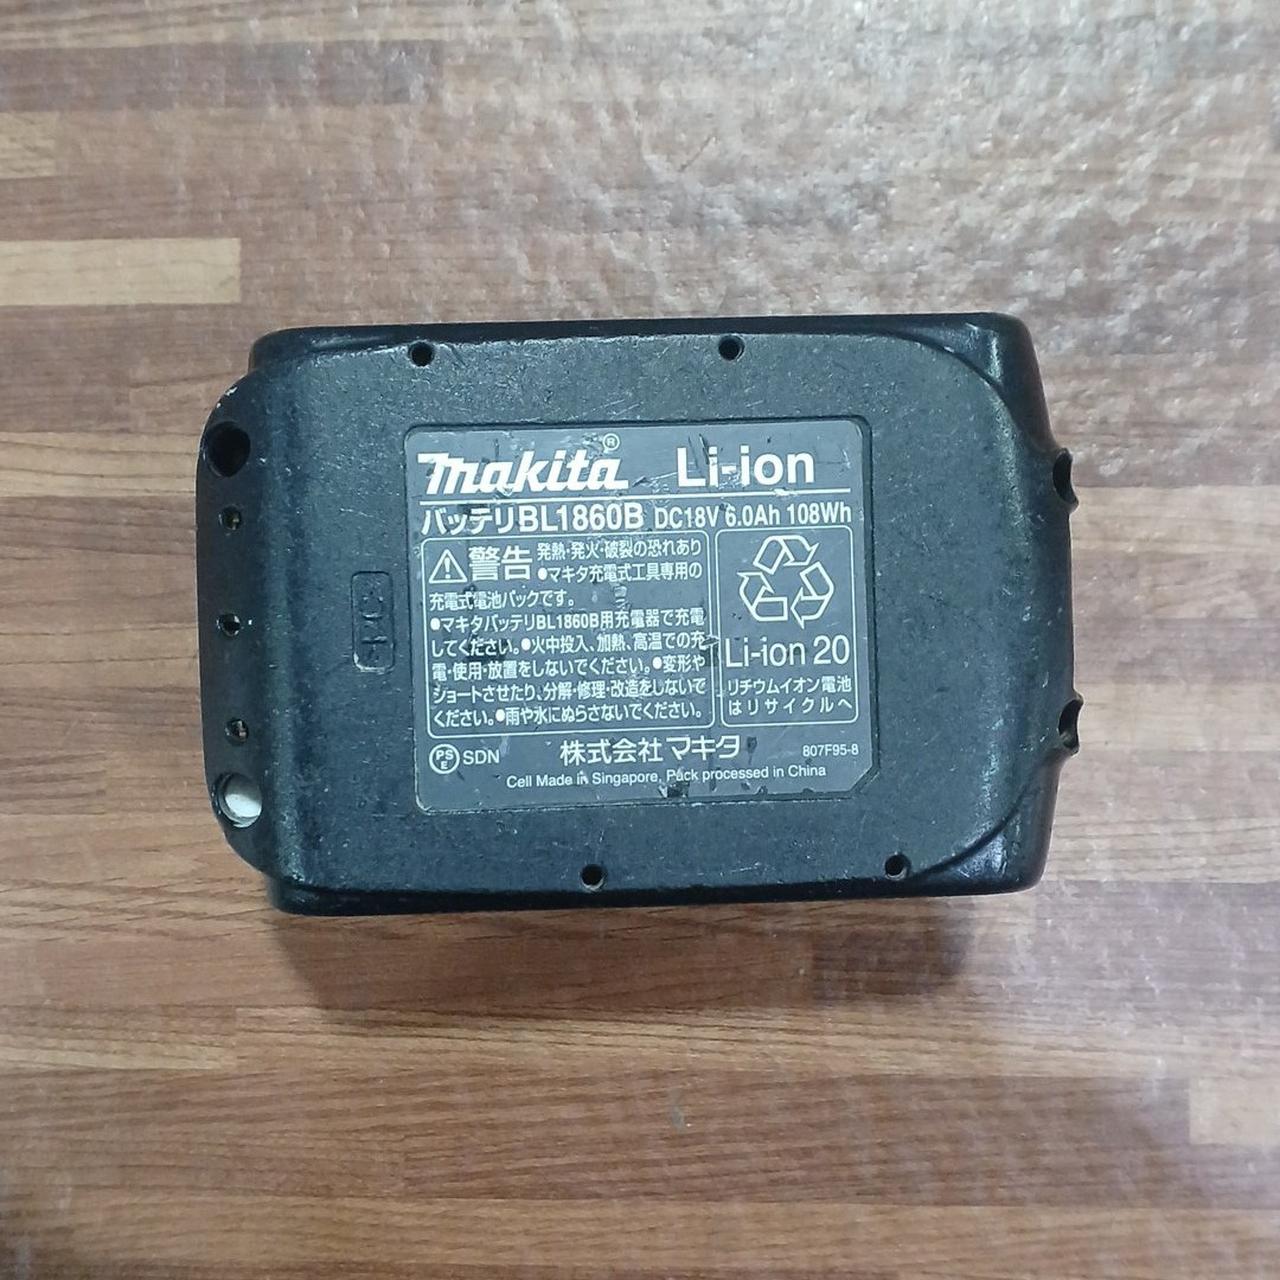 makita® Li-ion
バッテリBL1860B DC18V 6.0Ah 108Wh
警告 発熱・発火・破裂の恐れあり
●マキタ充電式工具専用の
充電式電池パックです。
●マキタバッテリBL1860B用充電器で充電
してください。●火中投入、加熱、高温での充
電・使用・放置をしないでください。●変形や
ショートさせたり、分解・修理・改造をしないで
ください。●雨や水にぬらさないでください。
Li-ion 20
リチウムイオン電池
はリサイクルへ
PSE SDN 株式会社マキタ 807F95-8
Cell Made in Singapore, Pack processed in China